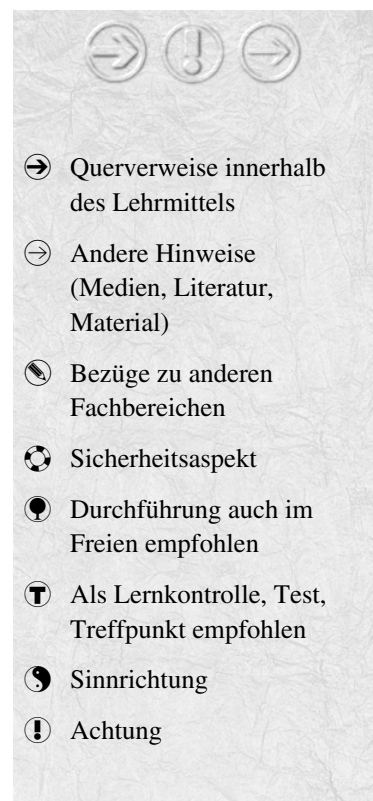 Querverweise innerhalb
des Lehrmittels
Andere Hinweise
(Medien, Literatur,
Material)
Bezüge zu anderen
Fachbereichen
Sicherheitsaspekt
Durchführung auch im
Freien empfohlen
T Als Lernkontrolle, Test,
Treffpunkt empfohlen
Sinnrichtung
! Achtung